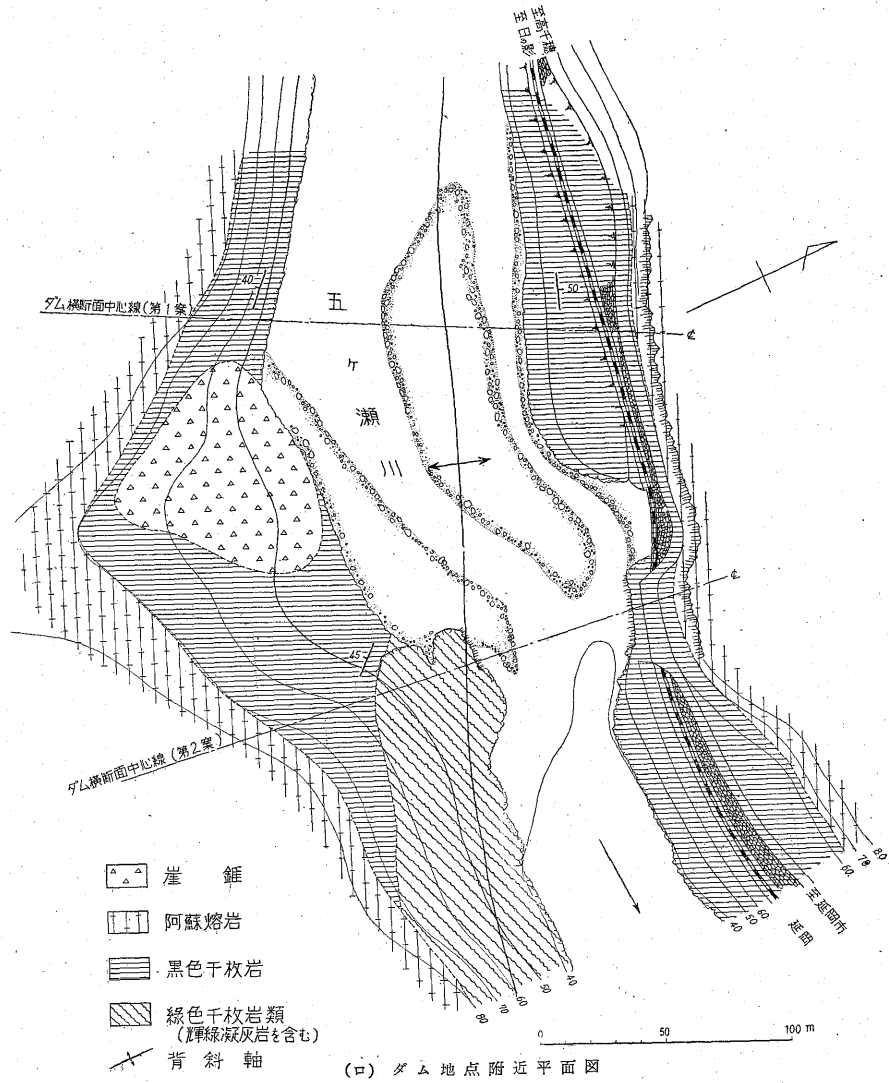 至高千穂
至日の影
40
50
ダム横断面中心線(第1案)
五ヶ瀬川
℄
℄
45
ダム横断面中心線(第2案)
80
78
60
60
50
40
至延岡市
延岡
40
50
60
70
80
崖錐
阿蘇熔岩
黒色千枚岩
緑色千枚岩類
(輝緑凝灰岩を含む)
背斜軸
0 50 100 m
(ロ) ダム地点附近平面図